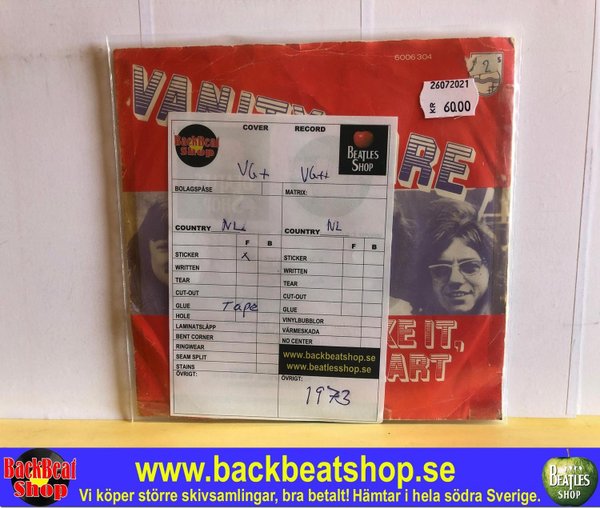 6006 304
2
S
26072021
KR 60.00
VANITY
RE
KE IT,
ART
BackBeat
Shop
COVER RECORD
BEATLES
SHOP
VG+ VG++
BOLAGSPÅSE MATRIX:
COUNTRY NL COUNTRY NL
F B F B
STICKER X STICKER
WRITTEN WRITTEN
TEAR TEAR
CUT-OUT CUT-OUT
GLUE Tape GLUE
HOLE VINYLBUBBLOR
LAMINATSLÄPP VÄRMESKADA
BENT CORNER NO CENTER
RINGWEAR
SEAM SPLIT
STAINS
www.backbeatshop.se
www.beatlesshop.se
ÖVRIGT: ÖVRIGT:
1973
BackBeat
Shop
www.backbeatshop.se
Vi köper större skivsamlingar, bra betalt! Hämtar i hela södra Sverige.
BEATLES
SHOP